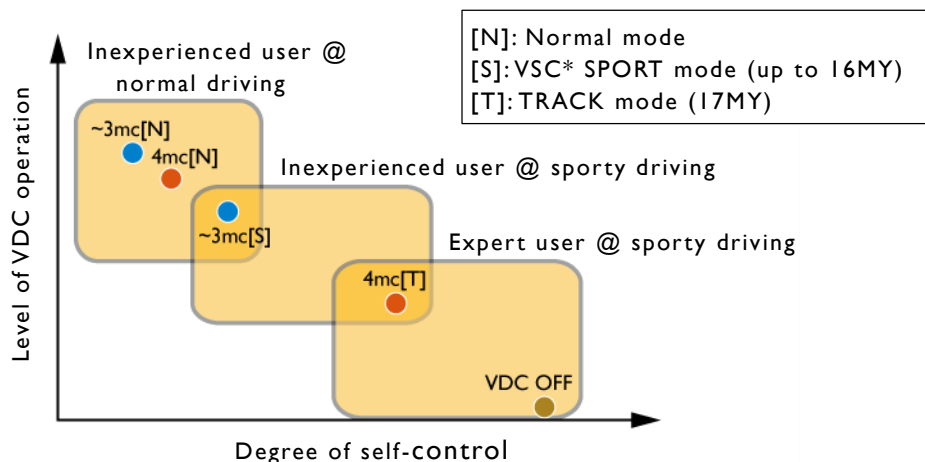 [N]: Normal mode
[S]: VSC* SPORT mode (up to 16MY)
[T]: TRACK mode (17MY)
Inexperienced user @
normal driving
~3mc[N]
4mc[N]
Inexperienced user @ sporty driving
~3mc[S]
Expert user @ sporty driving
4mc[T]
VDC OFF
Level of VDC operation
Degree of self-control